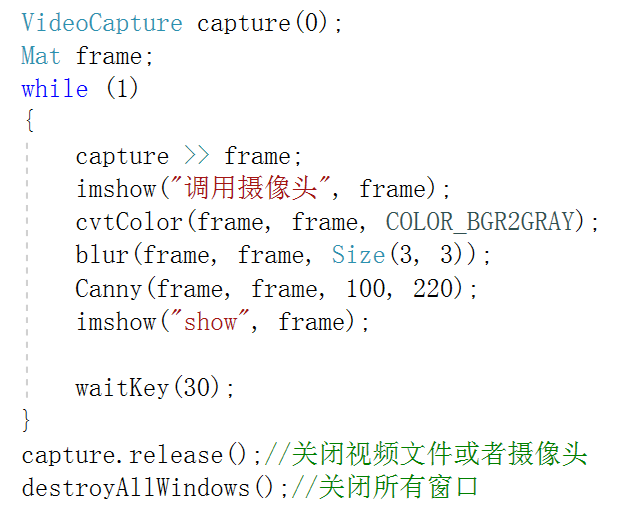 VideoCapture capture(0);
Mat frame;
while (1)
{
    capture >> frame;
    imshow("调用摄像头", frame);
    cvtColor(frame, frame, COLOR_BGR2GRAY);
    blur(frame, frame, Size(3, 3));
    Canny(frame, frame, 100, 220);
    imshow("show", frame);

    waitKey(30);
}
capture.release();//关闭视频文件或者摄像头
destroyAllWindows();//关闭所有窗口